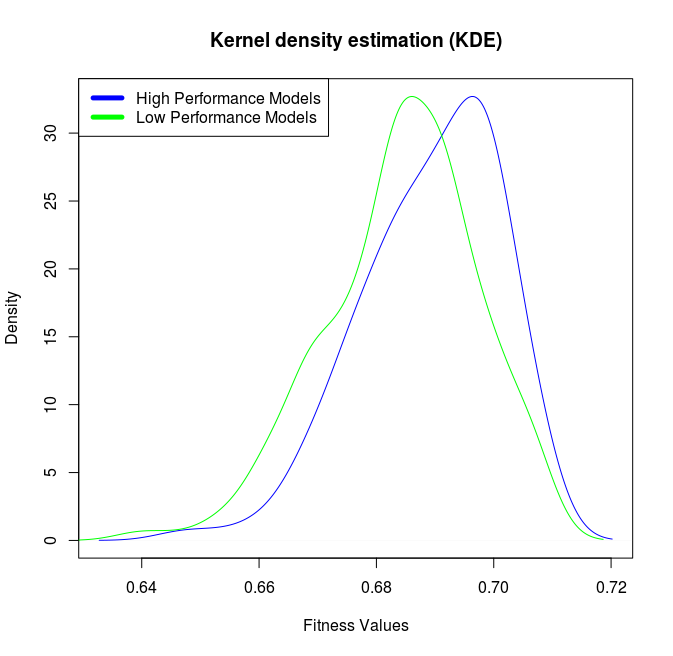 Kernel density estimation (KDE)
High Performance Models
Low Performance Models
Density
30
25
20
15
10
5
0
0.64 0.66 0.68 0.70 0.72
Fitness Values